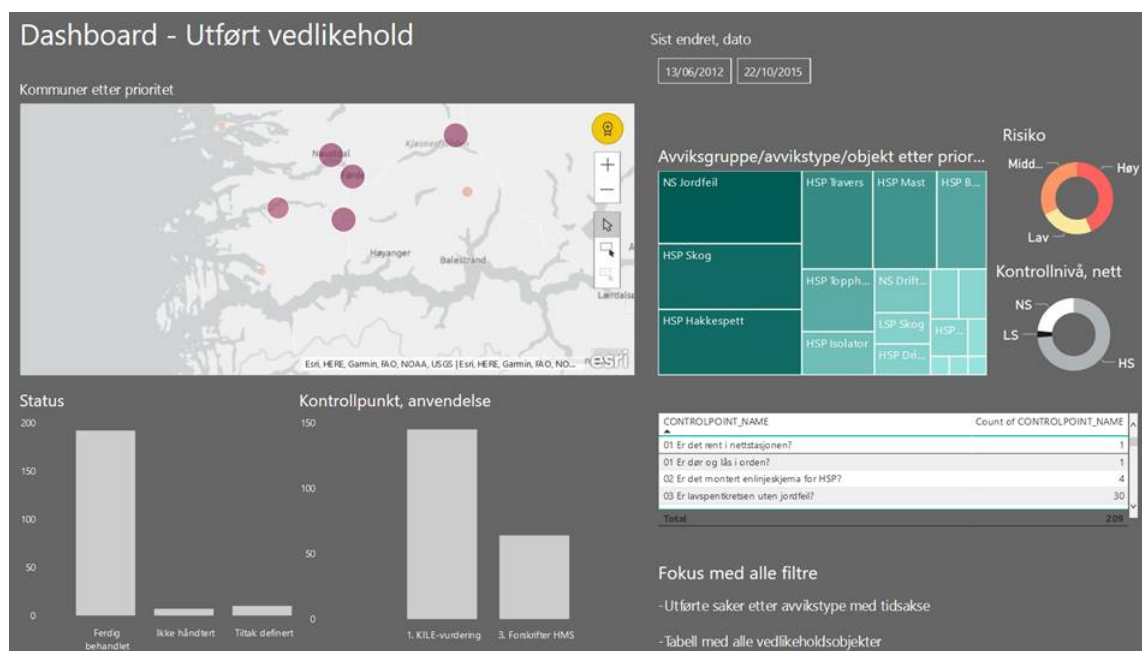 Dashboard - Utført vedlikehold
Sist endret, dato
13/06/2012 22/10/2015
Kommuner etter prioritet
Naustdal
Førde
Høyanger
Balestrand
Esri, HERE, Garmin, FAO, NOAA, USGS | Esri, HERE, Garmin, FAO, NO...
esri
Avviksgruppe/avvikstype/objekt etter prior...
NS Jordfeil
HSP Travers
HSP Mast
HSP B...
HSP Skog
HSP Topph...
NS Drift...
HSP Hakkespett
LSP Skog
HSP...
HSP Isolator
HSP Dri...
Risiko
Midd...
Høy
Lav
Kontrollnivå, nett
NS
LS
HS
Status
200
150
100
50
0
Ferdig
behandlet
Ikke håndtert
Tiltak definert
Kontrollpunkt, anvendelse
150
100
50
0
1. KILE-vurdering
3. Forskrifter HMS
CONTROLPOINT_NAME Count of CONTROLPOINT_NAME
01 Er det rent i nettstasjonen? 1
01 Er dør og lås i orden? 1
02 Er det montert enlinjeskjema for HSP? 4
03 Er lavspentkretsen uten jordfeil? 30
Total 209
Fokus med alle filtre
-Utførte saker etter avvikstype med tidsakse
-Tabell med alle vedlikeholdsobjekter